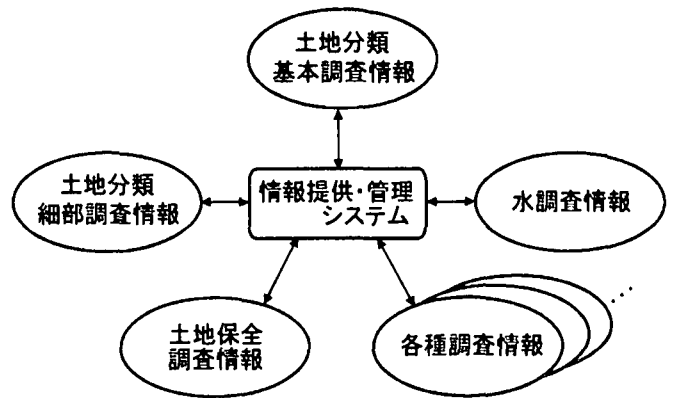 土地分類
基本調査情報
土地分類
細部調査情報
情報提供・管理
システム
水調査情報
土地保全
調査情報
各種調査情報
…